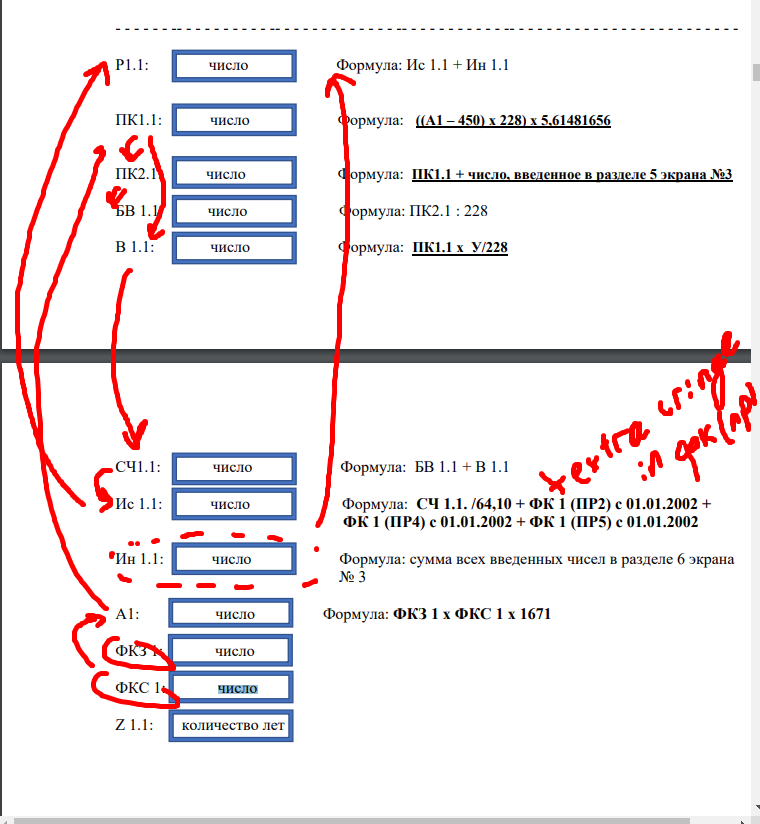 Р1.1: число Формула: Ис 1.1 + Ин 1.1
ПК1.1: число Формула: ((А1 – 450) х 228) х 5,61481656
ПК2.1 число Формула: ПК1.1 + число, введенное в разделе 5 экрана №3
БВ 1.1 число Формула: ПК2.1 : 228
В 1.1: число Формула: ПК1.1 х У/228
СЧ1.1: число Формула: БВ 1.1 + В 1.1
Ис 1.1: число Формула: СЧ 1.1. /64,10 + ФК 1 (ПР2) с 01.01.2002 +
ФК 1 (ПР4) с 01.01.2002 + ФК 1 (ПР5) с 01.01.2002
Ин 1.1: число Формула: сумма всех введенных чисел в разделе 6 экрана
№ 3
А1: число Формула: ФКЗ 1 х ФКС 1 х 1671
ФКЗ 1: число
ФКС 1: число
Z 1.1: количество лет